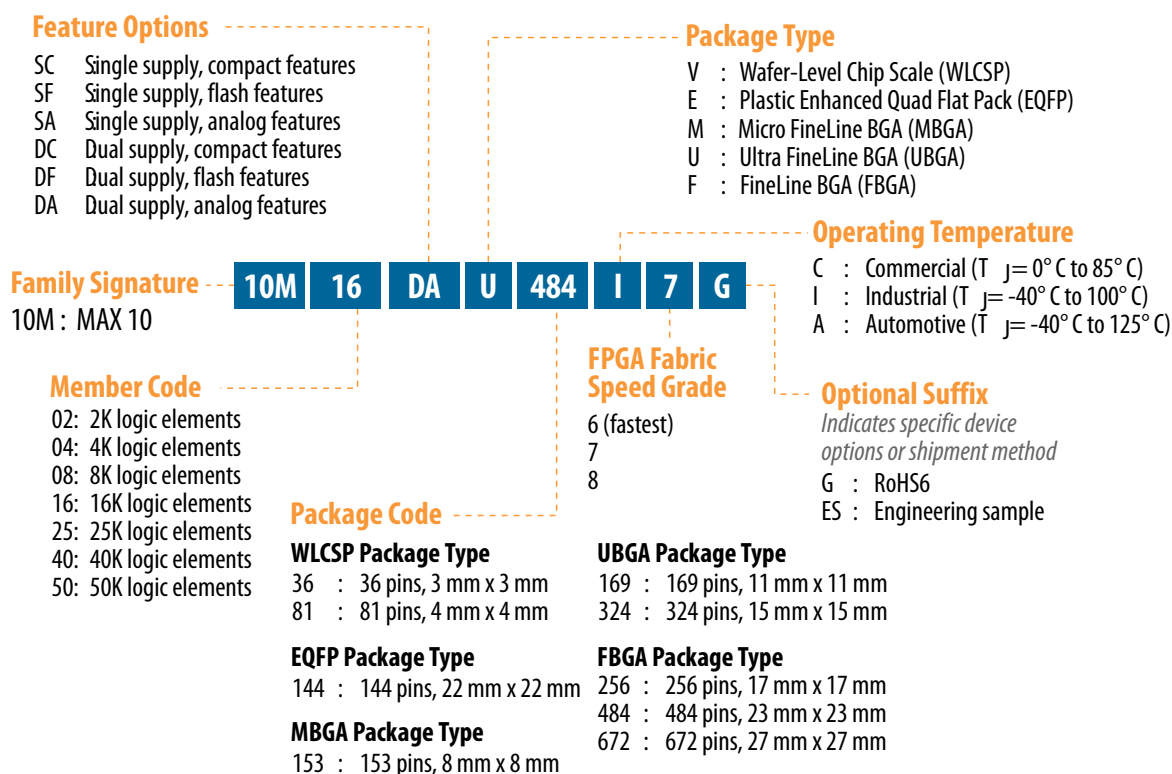 Feature Options
SC Single supply, compact features
SF Single supply, flash features
SA Single supply, analog features
DC Dual supply, compact features
DF Dual supply, flash features
DA Dual supply, analog features
Package Type
V : Wafer-Level Chip Scale (WLCSP)
E : Plastic Enhanced Quad Flat Pack (EQFP)
M : Micro FineLine BGA (MBGA)
U : Ultra FineLine BGA (UBGA)
F : FineLine BGA (FBGA)
Operating Temperature
C : Commercial (T J= 0° C to 85° C)
I : Industrial (T J= -40° C to 100° C)
A : Automotive (T J= -40° C to 125° C)
Family Signature
10M : MAX 10
10M 16 DA U 484 I 7 G
Member Code
02: 2K logic elements
04: 4K logic elements
08: 8K logic elements
16: 16K logic elements
25: 25K logic elements
40: 40K logic elements
50: 50K logic elements
FPGA Fabric
Speed Grade
6 (fastest)
7
8
Optional Suffix
Indicates specific device
options or shipment method
G : RoHS6
ES : Engineering sample
Package Code
WLCSP Package Type
36 : 36 pins, 3 mm x 3 mm
81 : 81 pins, 4 mm x 4 mm
EQFP Package Type
144 : 144 pins, 22 mm x 22 mm
MBGA Package Type
153 : 153 pins, 8 mm x 8 mm
UBGA Package Type
169 : 169 pins, 11 mm x 11 mm
324 : 324 pins, 15 mm x 15 mm
FBGA Package Type
256 : 256 pins, 17 mm x 17 mm
484 : 484 pins, 23 mm x 23 mm
672 : 672 pins, 27 mm x 27 mm